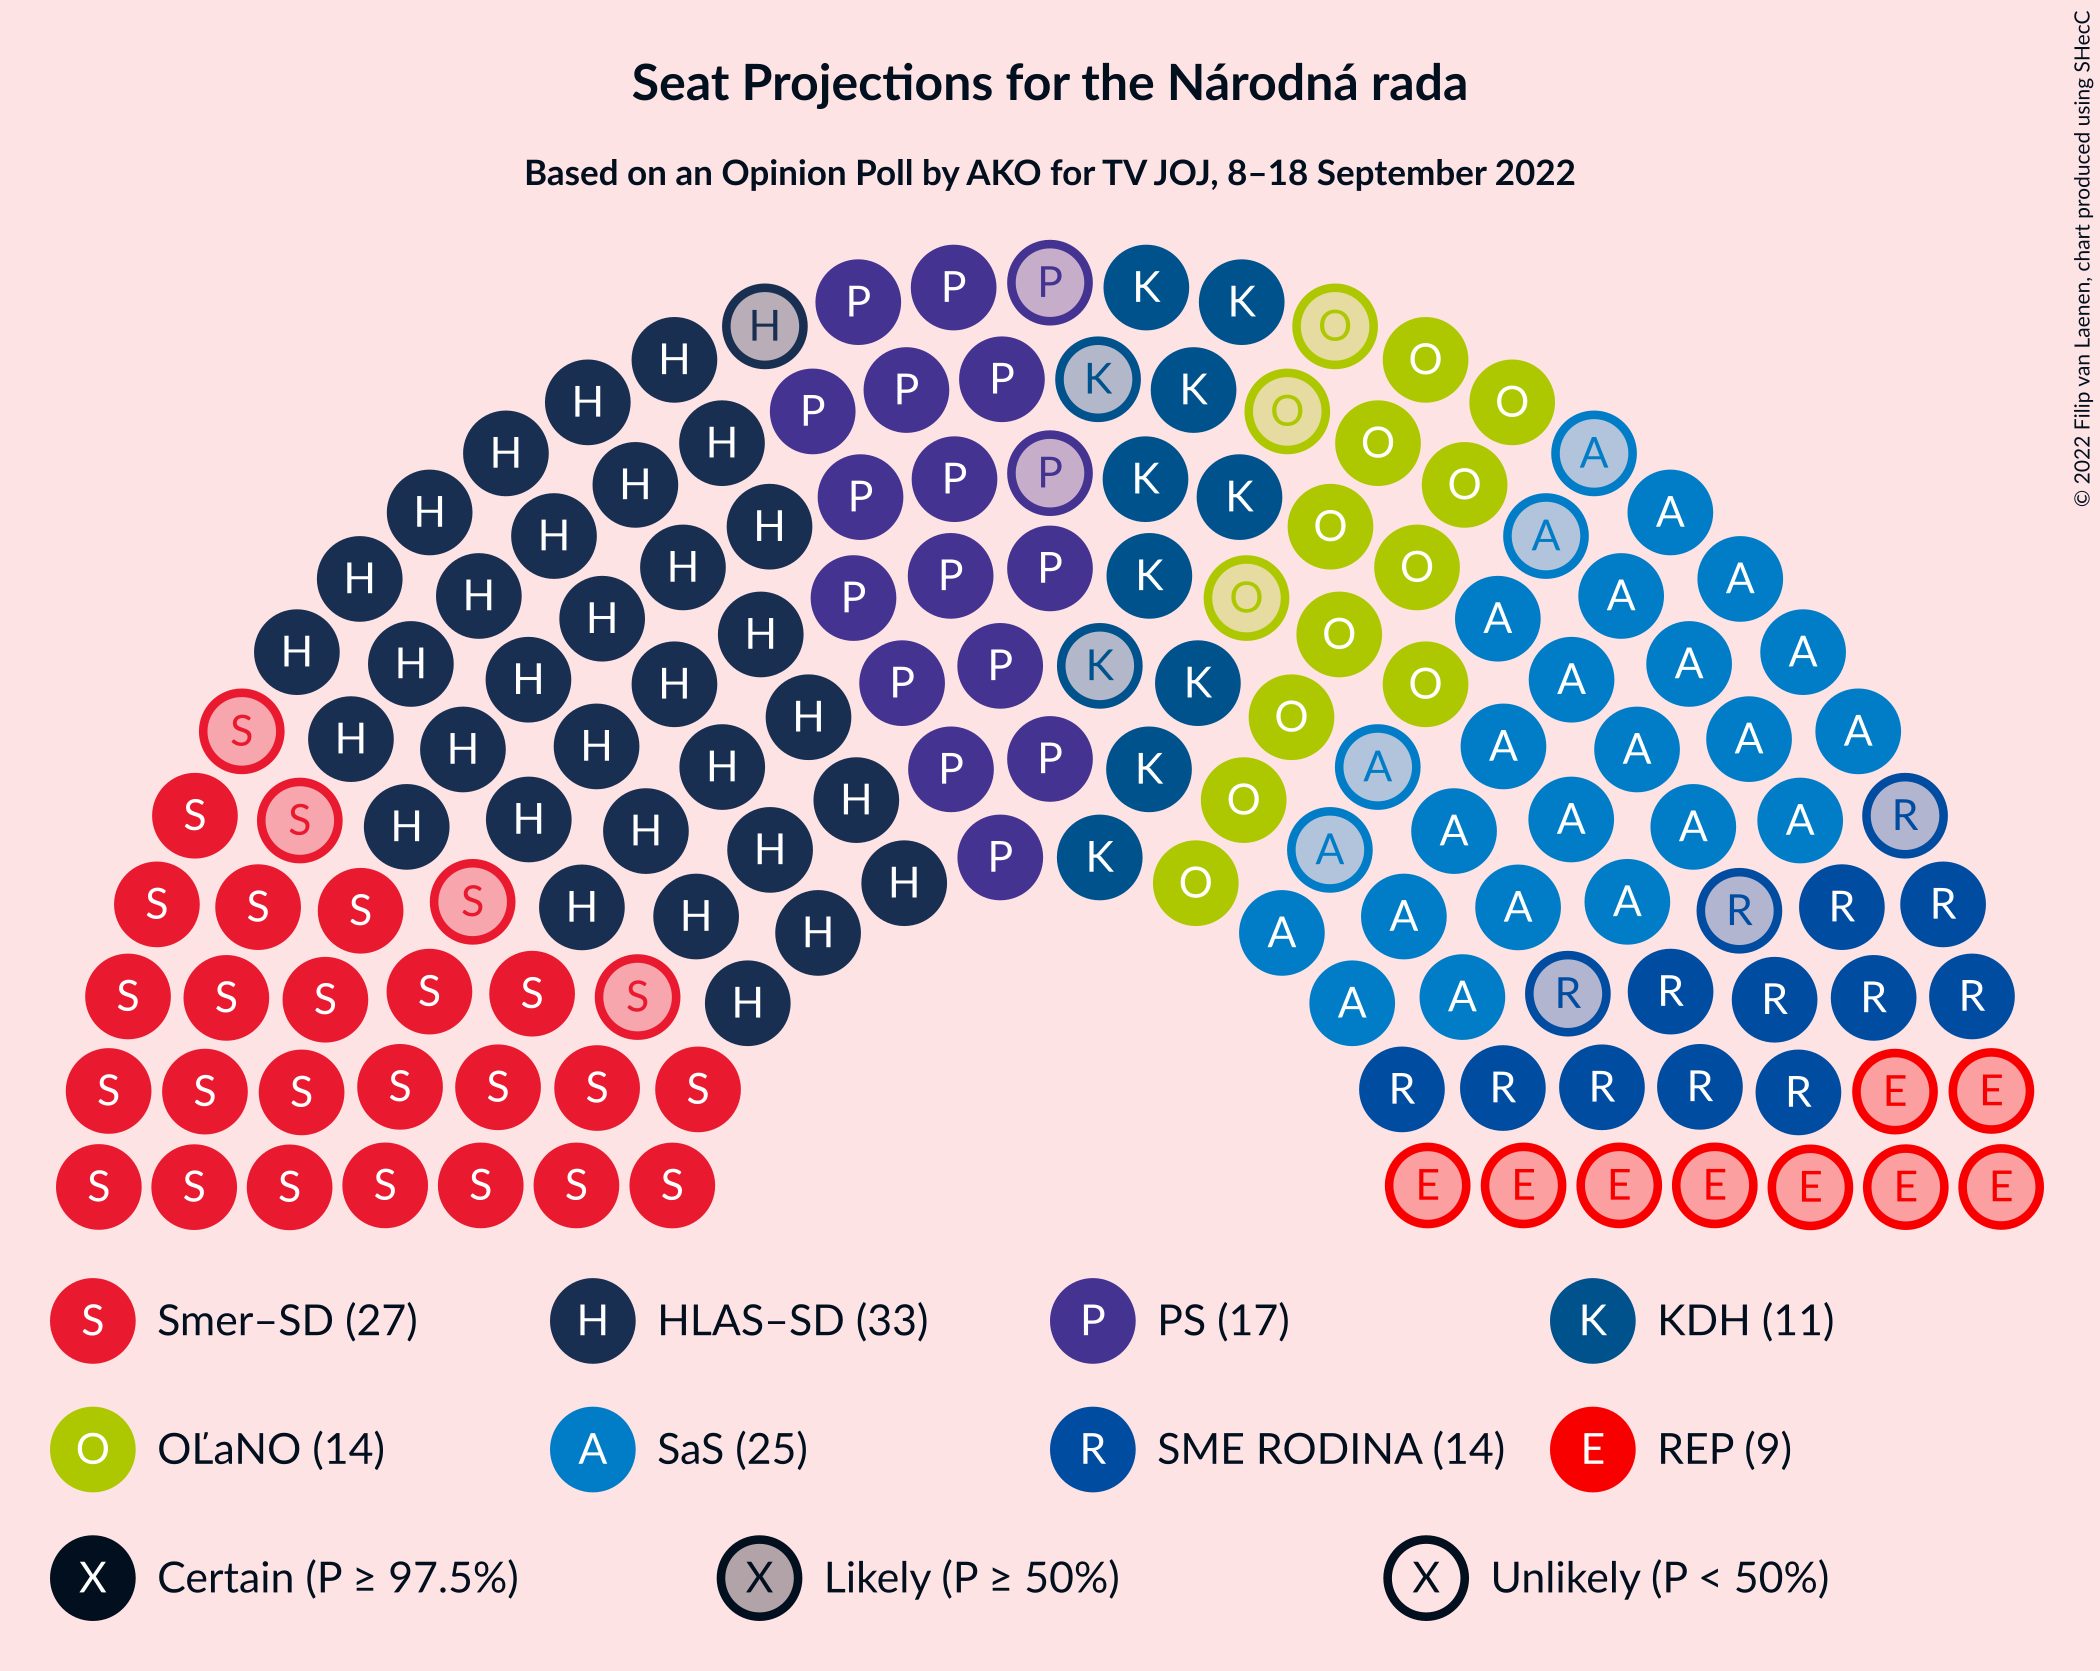 Seat Projections for the Národná rada
Based on an Opinion Poll by AKO for TV JOJ, 8–18 September 2022
© 2022 Filip van Laenen, chart produced using SHecC
H P P P K K O
H O
H P P P K K O O
H H O O A
H P P P K K O
H H H O A A
H H H P P P K O O A
H H H O A A
H H H P P K K O O A A
S H H H O A A A
H H H P P K A A A
S H H O A A R
S H H H P K A A A A
S S S S H H H O A A A R R R
H A
S S S S S S H A A R R R R R
S S S S S S S R R R R R E E
S S S S S S S E E E E E E E
S Smer–SD (27) H HLAS–SD (33) P PS (17) K KDH (11)
O OĽaNO (14) A SaS (25) R SME RODINA (14) E REP (9)
X Certain (P ≥ 97.5%) X Likely (P ≥ 50%) X Unlikely (P < 50%)